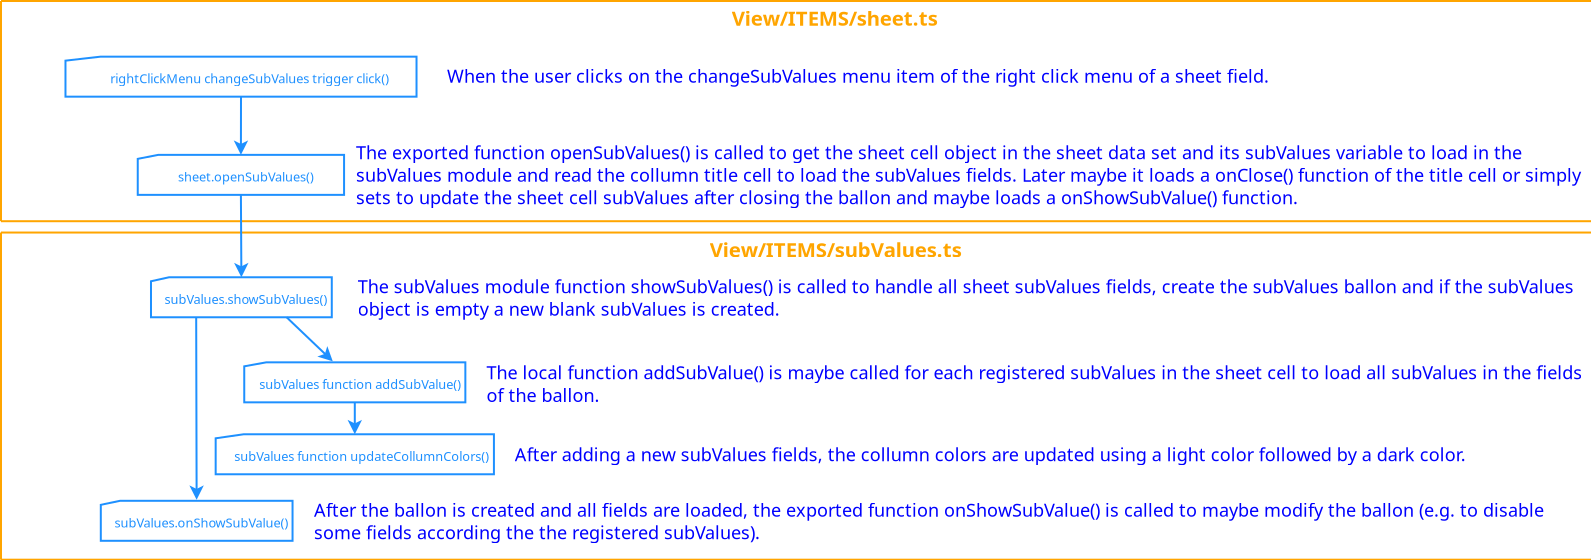 View/ITEMS/sheet.ts
rightClickMenu changeSubValues trigger click()
When the user clicks on the changeSubValues menu item of the right click menu of a sheet field.
sheet.openSubValues()
The exported function openSubValues() is called to get the sheet cell object in the sheet data set and its subValues variable to load in the
subValues module and read the collumn title cell to load the subValues fields. Later maybe it loads a onClose() function of the title cell or simply
sets to update the sheet cell subValues after closing the ballon and maybe loads a onShowSubValue() function.
View/ITEMS/subValues.ts
subValues.showSubValues()
The subValues module function showSubValues() is called to handle all sheet subValues fields, create the subValues ballon and if the subValues
object is empty a new blank subValues is created.
subValues function addSubValue()
The local function addSubValue() is maybe called for each registered subValues in the sheet cell to load all subValues in the fields
of the ballon.
subValues function updateCollumnColors()
After adding a new subValues fields, the collumn colors are updated using a light color followed by a dark color.
subValues.onShowSubValue()
After the ballon is created and all fields are loaded, the exported function onShowSubValue() is called to maybe modify the ballon (e.g. to disable
some fields according the the registered subValues).